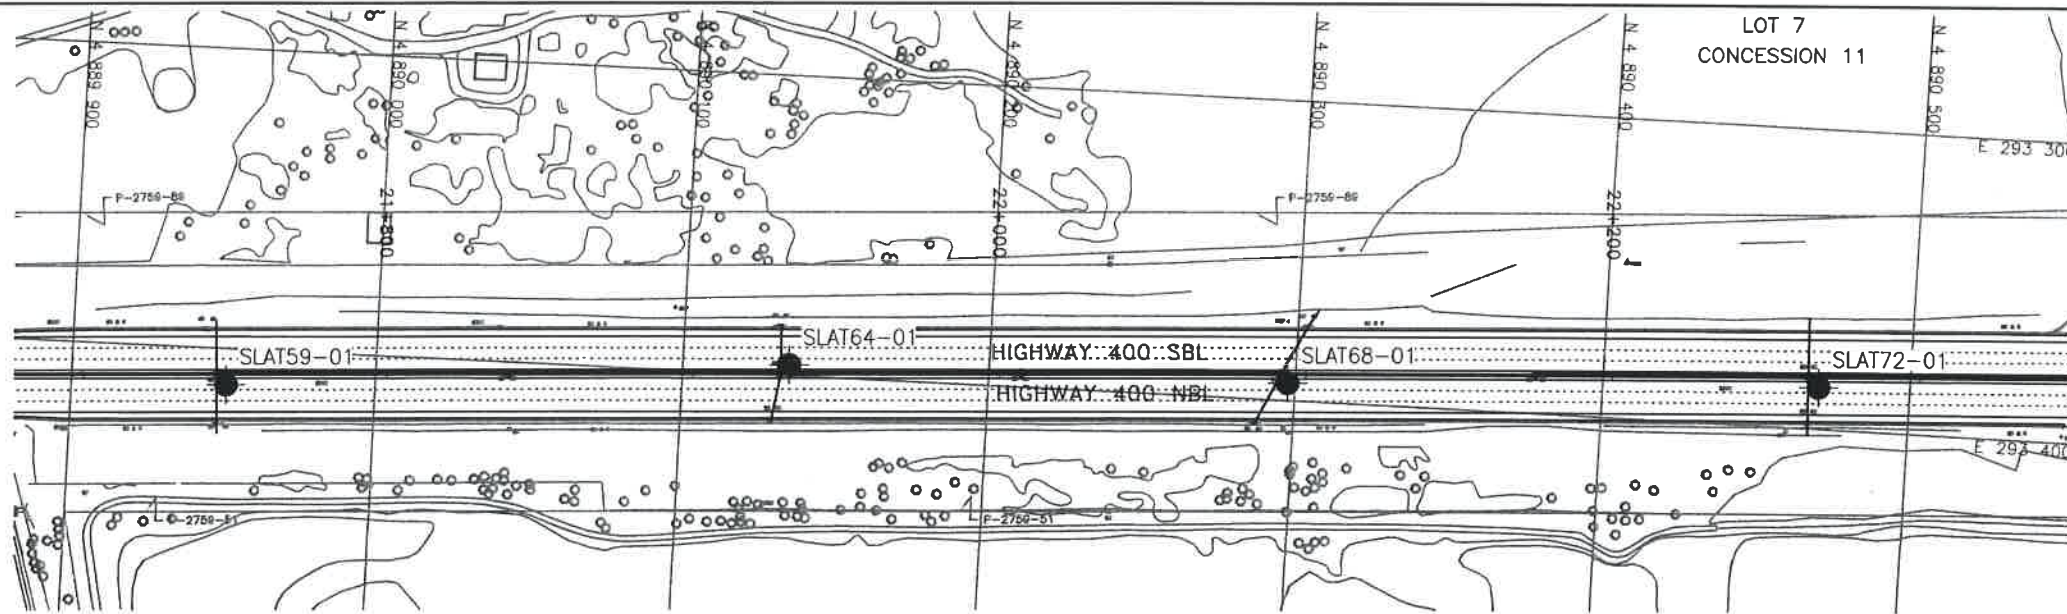 LOT 7
CONCESSION 11
N 4 889 900
N 4 890 000
N 4 890 100
N 4 890 200
N 4 890 300
N 4 890 400
N 4 890 500
E 293 300
P-2759-89
P-2759-89
21+800
22+000
22+200
SLAT59-01
SLAT64-01
HIGHWAY 400 SBL
SLAT68-01
SLAT72-01
HIGHWAY 400 NBL
E 293 400
P-2759-51
P-2759-51